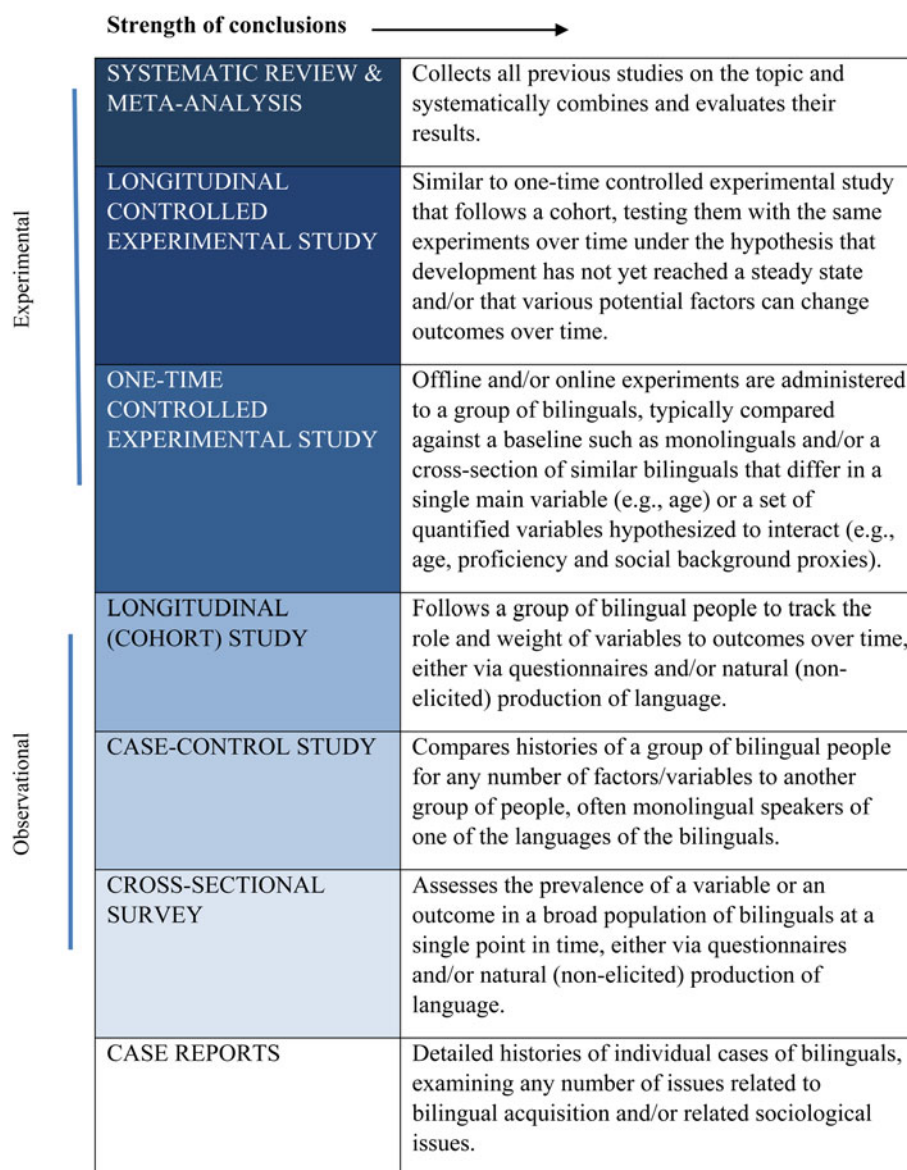 Strength of conclusions
Experimental
SYSTEMATIC REVIEW &
META-ANALYSIS
Collects all previous studies on the topic and
systematically combines and evaluates their
results.
LONGITUDINAL
CONTROLLED
EXPERIMENTAL STUDY
Similar to one-time controlled experimental study
that follows a cohort, testing them with the same
experiments over time under the hypothesis that
development has not yet reached a steady state
and/or that various potential factors can change
outcomes over time.
ONE-TIME
CONTROLLED
EXPERIMENTAL STUDY
Offline and/or online experiments are administered
to a group of bilinguals, typically compared
against a baseline such as monolinguals and/or a
cross-section of similar bilinguals that differ in a
single main variable (e.g., age) or a set of
quantified variables hypothesized to interact (e.g.,
age, proficiency and social background proxies).
Observational
LONGITUDINAL
(COHORT) STUDY
Follows a group of bilingual people to track the
role and weight of variables to outcomes over time,
either via questionnaires and/or natural (non-
elicited) production of language.
CASE-CONTROL STUDY
Compares histories of a group of bilingual people
for any number of factors/variables to another
group of people, often monolingual speakers of
one of the languages of the bilinguals.
CROSS-SECTIONAL
SURVEY
Assesses the prevalence of a variable or an
outcome in a broad population of bilinguals at a
single point in time, either via questionnaires
and/or natural (non-elicited) production of
language.
CASE REPORTS
Detailed histories of individual cases of bilinguals,
examining any number of issues related to
bilingual acquisition and/or related sociological
issues.